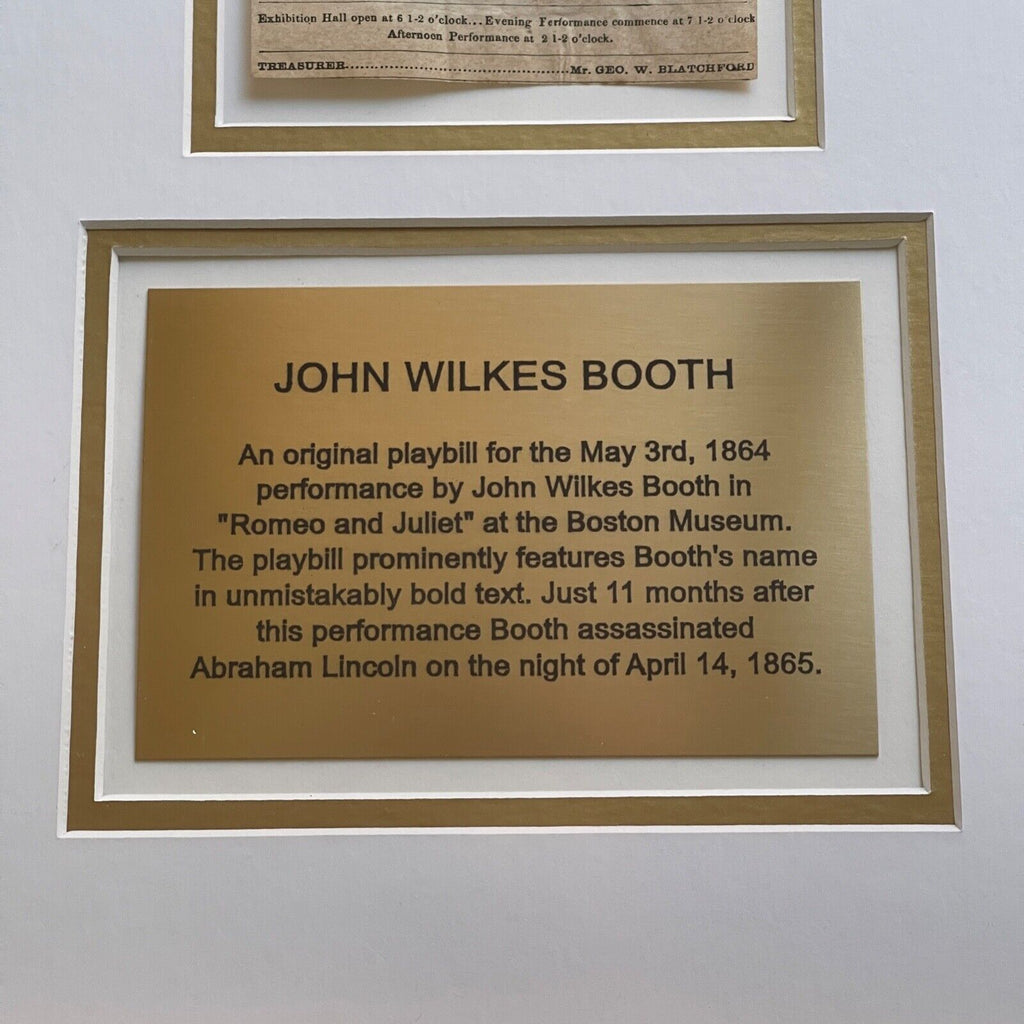 Exhibition Hall open at 6 1-2 o'clock...Evening Performance commence at 7 1-2 o'clock
Afternoon Performance at 2 1-2 o'clock.
TREASURER........................................Mr. GEO. W. BLATCHFORD
JOHN WILKES BOOTH
An original playbill for the May 3rd, 1864
performance by John Wilkes Booth in
"Romeo and Juliet" at the Boston Museum.
The playbill prominently features Booth's name
in unmistakably bold text. Just 11 months after
this performance Booth assassinated
Abraham Lincoln on the night of April 14, 1865.